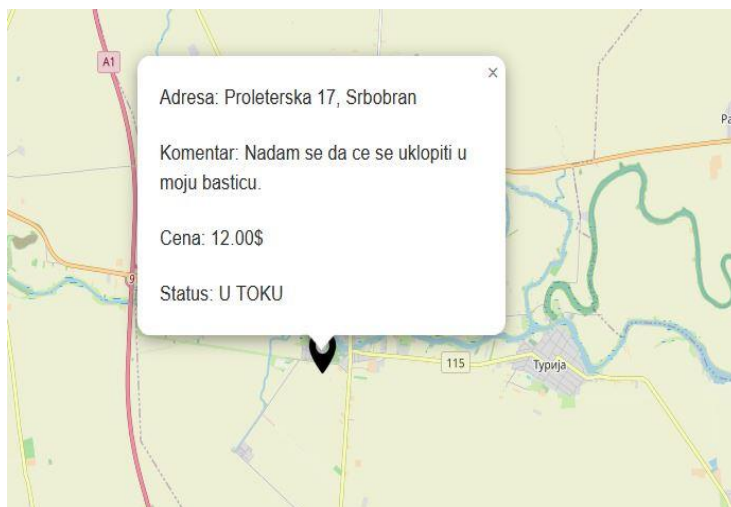 A1
×
Adresa: Proleterska 17, Srbobran
Komentar: Nadam se da ce se uklopiti u
moju basticu.
Cena: 12.00$
Status: U TOKU
Ра
9
115
Турија